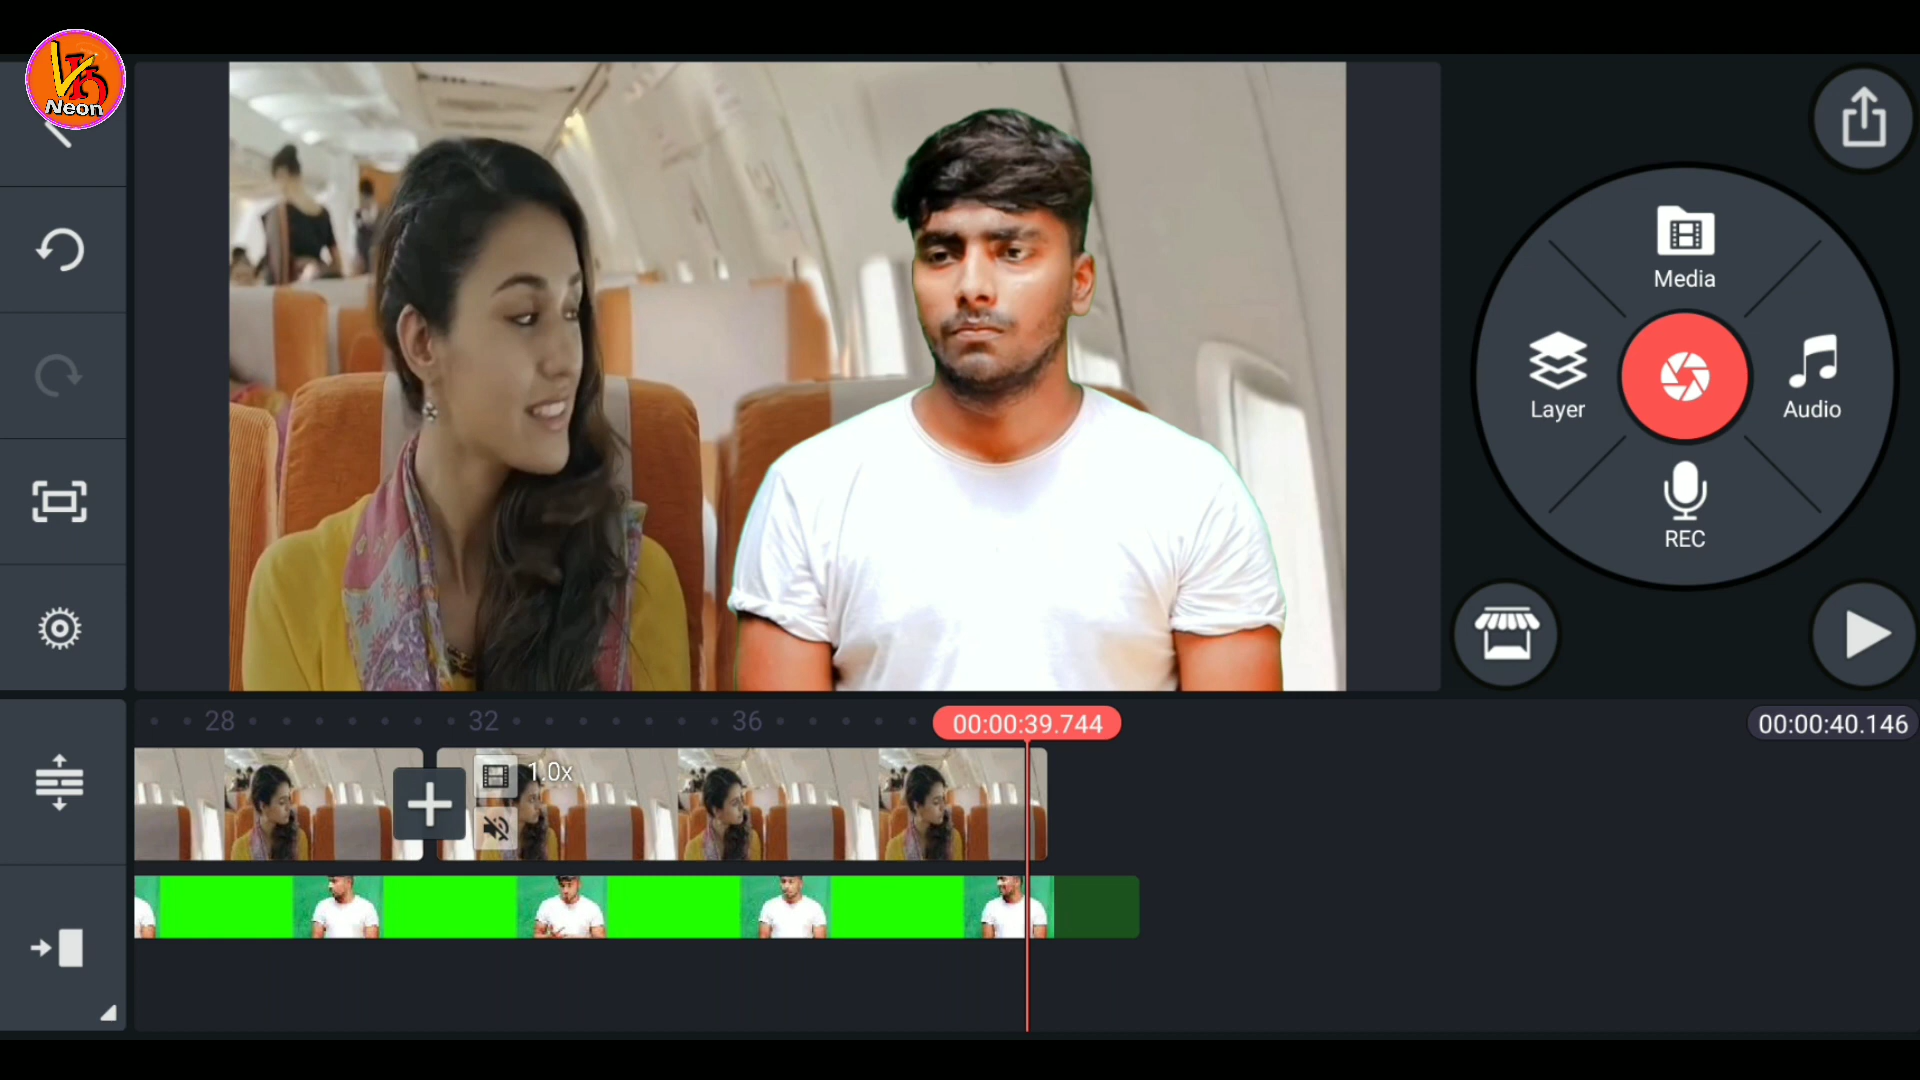 Neon
Media
Layer
Audio
REC
28
32
36
00:00:39.744
00:00:40.146
1.0x